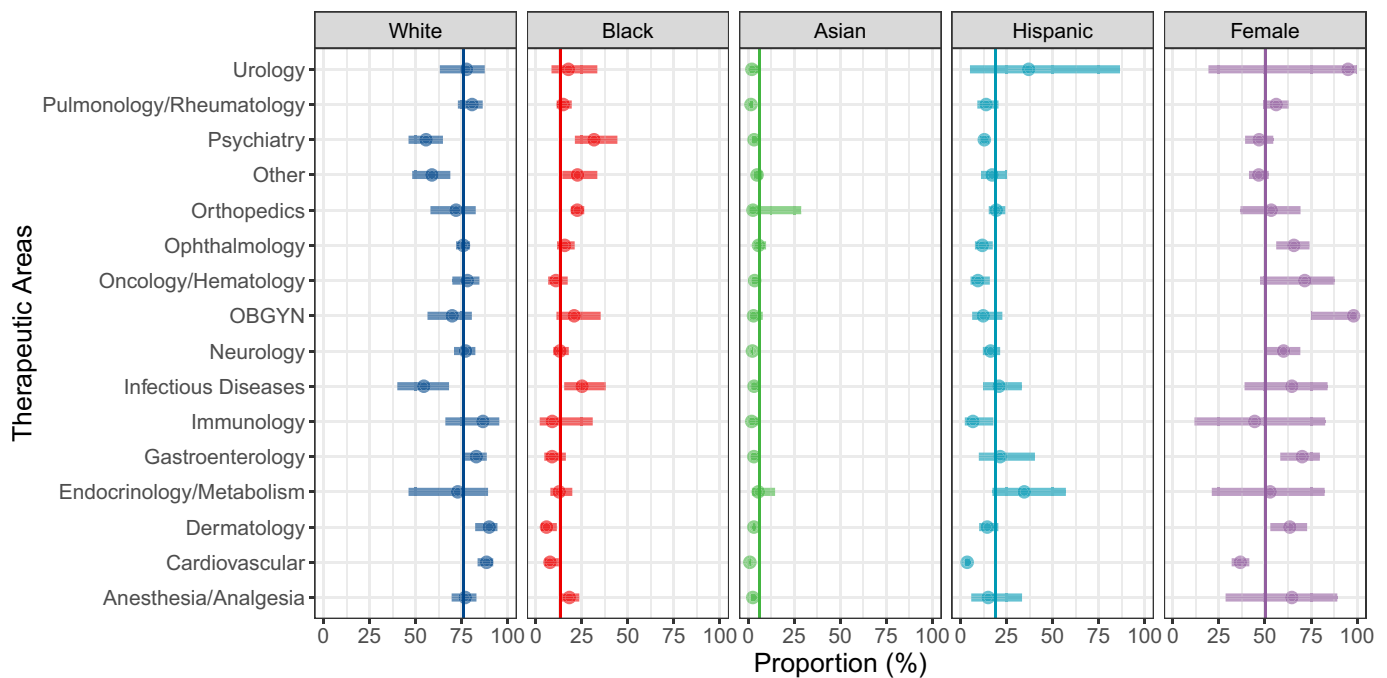 White Black Asian Hispanic Female
Therapeutic Areas
Urology
Pulmonology/Rheumatology
Psychiatry
Other
Orthopedics
Ophthalmology
Oncology/Hematology
OBGYN
Neurology
Infectious Diseases
Immunology
Gastroenterology
Endocrinology/Metabolism
Dermatology
Cardiovascular
Anesthesia/Analgesia
0 25 50 75 100 0 25 50 75 100 0 25 50 75 100 0 25 50 75 100 0 25 50 75 100
Proportion (%)